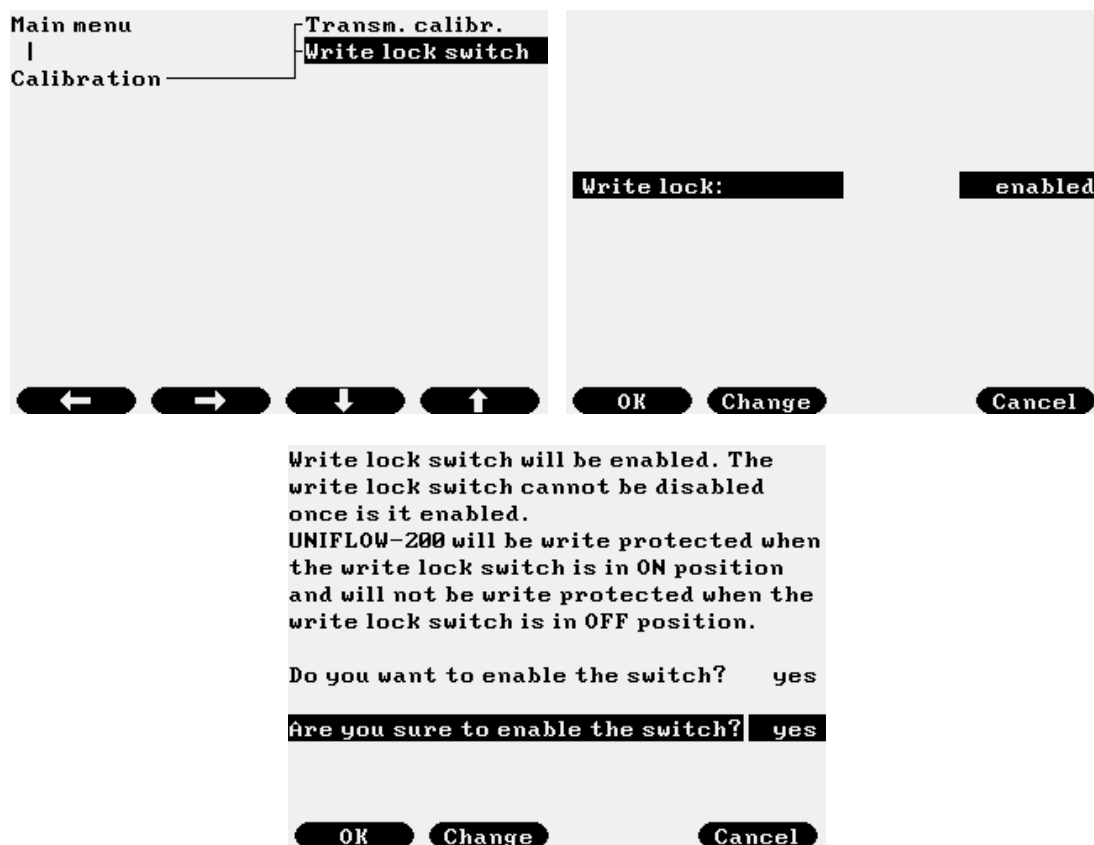 Main menu
Transm. calibr.
Write lock switch
Calibration
Write lock: enabled
OK Change Cancel
Write lock switch will be enabled. The
write lock switch cannot be disabled
once is it enabled.
UNIFLOW-200 will be write protected when
the write lock switch is in ON position
and will not be write protected when the
write lock switch is in OFF position.
Do you want to enable the switch? yes
Are you sure to enable the switch? yes
OK Change Cancel